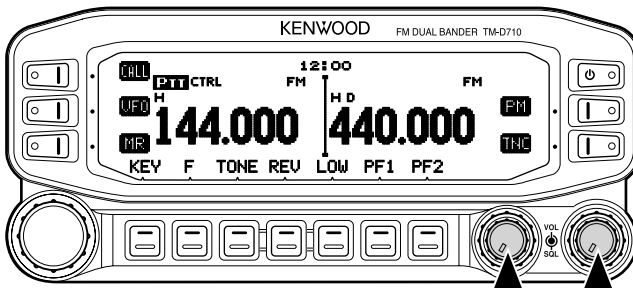 KENWOOD FM DUAL BANDER TM-D710
12:00
CALL PTT CTRL FM FM
H H D
VFO 144.000 440.000 PM
MR TNC
KEY F TONE REV LOW PF1 PF2
VOL
SQL